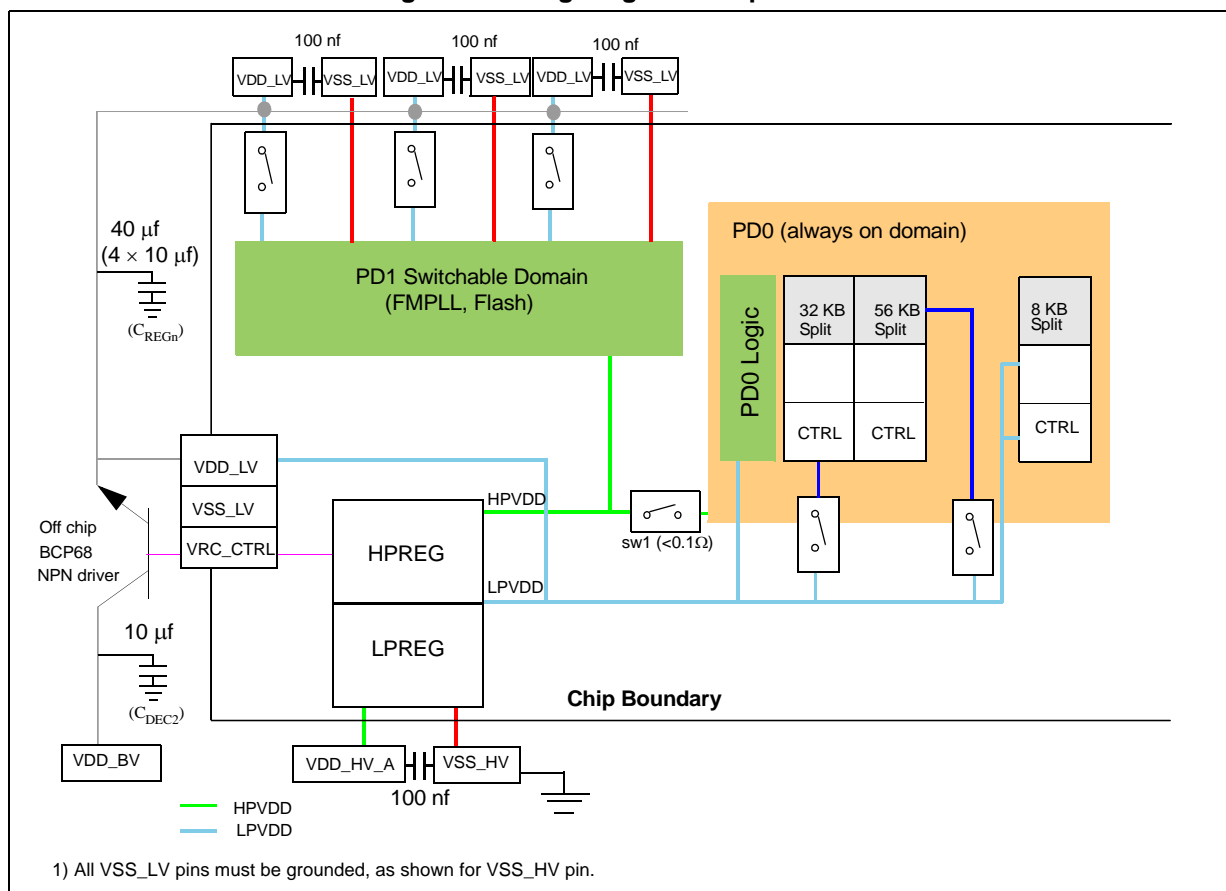 100 nf
100 nf
100 nf
VDD_LV
VSS_LV
VDD_LV
VSS_LV
VDD_LV
VSS_LV
40 µf
(4 × 10 µf)
(CREGn)
PD1 Switchable Domain
(FMPLL, Flash)
PD0 (always on domain)
PD0 Logic
32 KB
Split
56 KB
Split
8 KB
Split
CTRL
CTRL
CTRL
VDD_LV
VSS_LV
VRC_CTRL
Off chip
BCP68
NPN driver
HPVDD
sw1 (<0.1Ω)
HPREG
LPVDD
LPREG
10 µf
(CDEC2)
Chip Boundary
VDD_BV
VDD_HV_A
VSS_HV
100 nf
HPVDD
LPVDD
1) All VSS_LV pins must be grounded, as shown for VSS_HV pin.